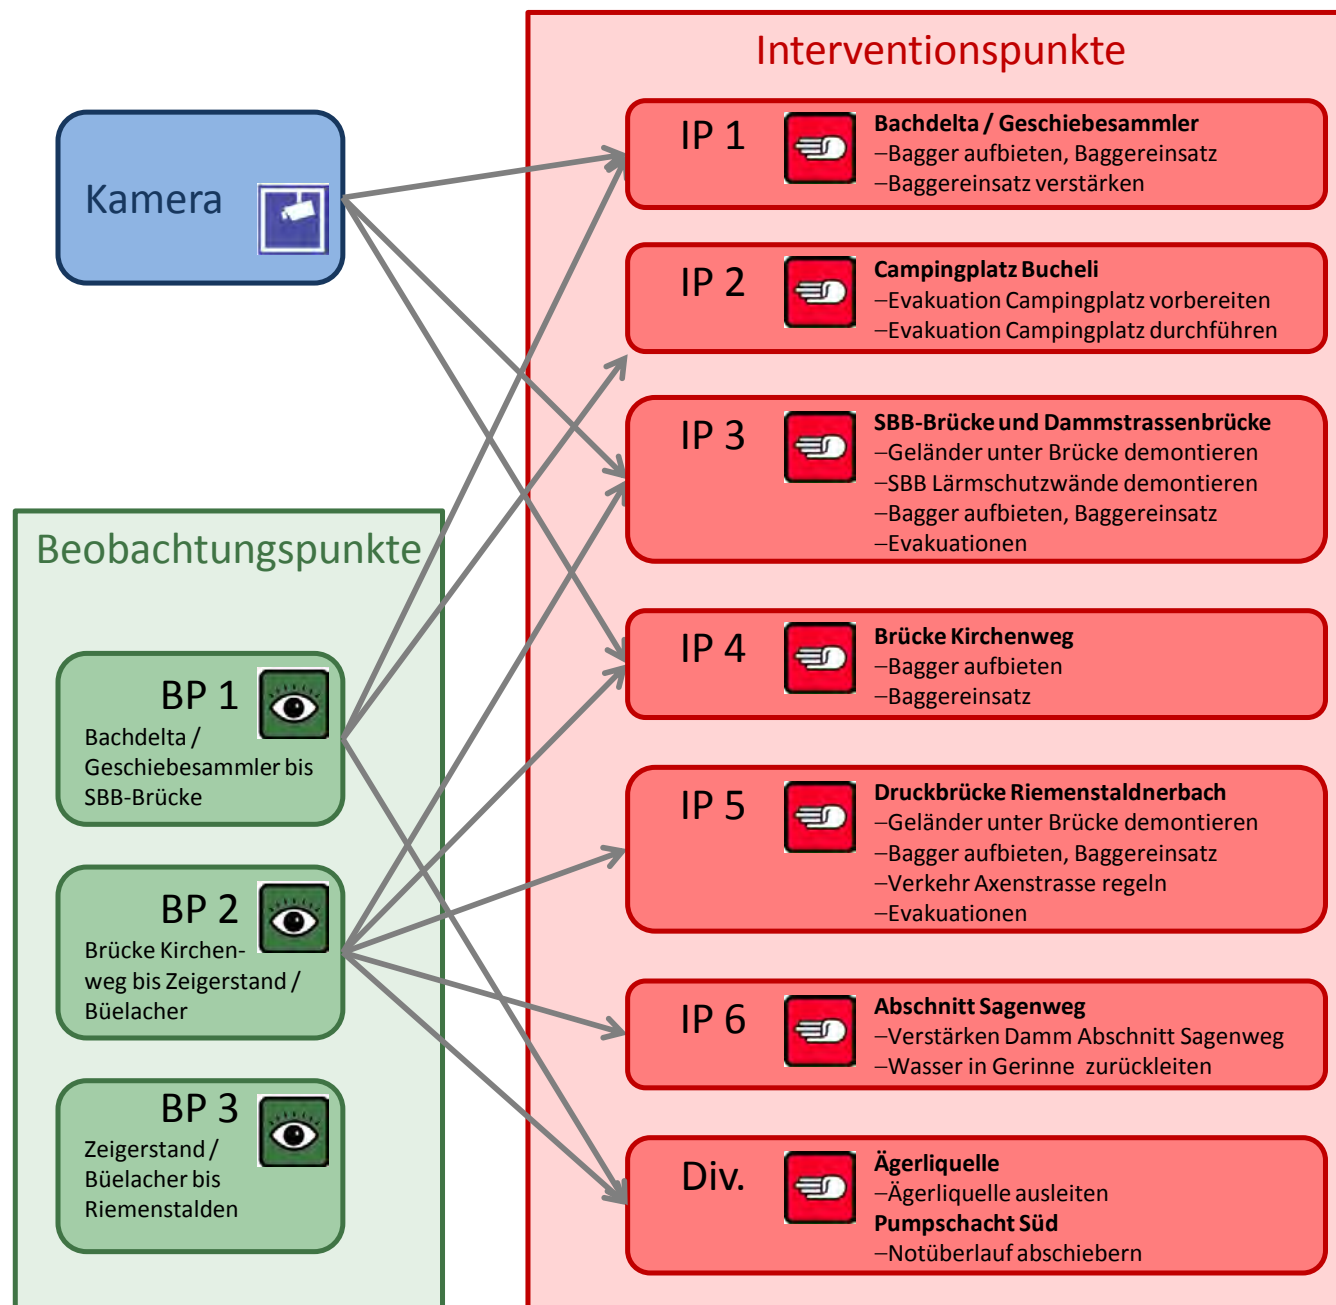 Kamera
Beobachtungspunkte
BP 1
Bachdelta /
Geschiebesammler bis
SBB-Brücke
BP 2
Brücke Kirchen-
weg bis Zeigerstand /
Büelacher
BP 3
Zeigerstand /
Büelacher bis
Riemenstalden
Interventionspunkte
IP 1
Bachdelta / Geschiebesammler
–Bagger aufbieten, Baggereinsatz
–Baggereinsatz verstärken
IP 2
Campingplatz Bucheli
–Evakuation Campingplatz vorbereiten
–Evakuation Campingplatz durchführen
IP 3
SBB-Brücke und Dammstrassenbrücke
–Geländer unter Brücke demontieren
–SBB Lärmschutzwände demontieren
–Bagger aufbieten, Baggereinsatz
–Evakuationen
IP 4
Brücke Kirchenweg
–Bagger aufbieten
–Baggereinsatz
IP 5
Druckbrücke Riemenstaldnerbach
–Geländer unter Brücke demontieren
–Bagger aufbieten, Baggereinsatz
–Verkehr Axenstrasse regeln
–Evakuationen
IP 6
Abschnitt Sagenweg
–Verstärken Damm Abschnitt Sagenweg
–Wasser in Gerinne zurückleiten
Div.
Ägerliquelle
–Ägerliquelle ausleiten
Pumpschacht Süd
–Notüberlauf abschiebern